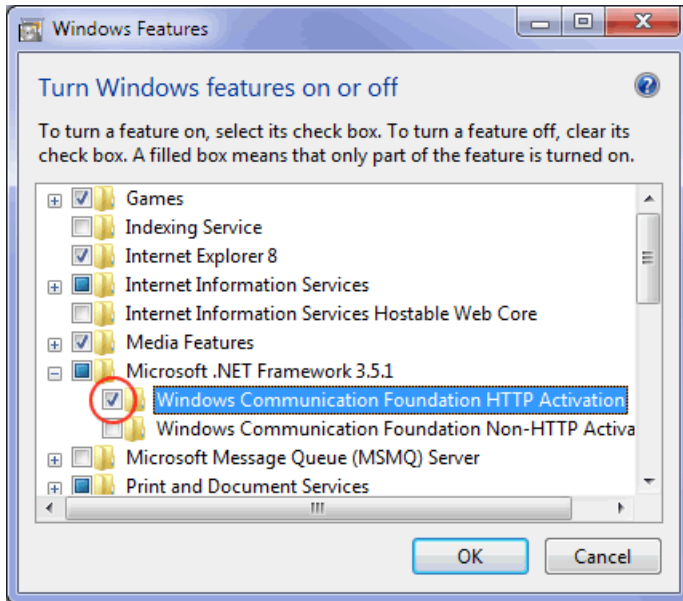 Windows Features
Turn Windows features on or off
To turn a feature on, select its check box. To turn a feature off, clear its
check box. A filled box means that only part of the feature is turned on.
Games
Indexing Service
Internet Explorer 8
Internet Information Services
Internet Information Services Hostable Web Core
Media Features
Microsoft .NET Framework 3.5.1
Windows Communication Foundation HTTP Activation
Windows Communication Foundation Non-HTTP Activa
Microsoft Message Queue (MSMQ) Server
Print and Document Services
OK Cancel